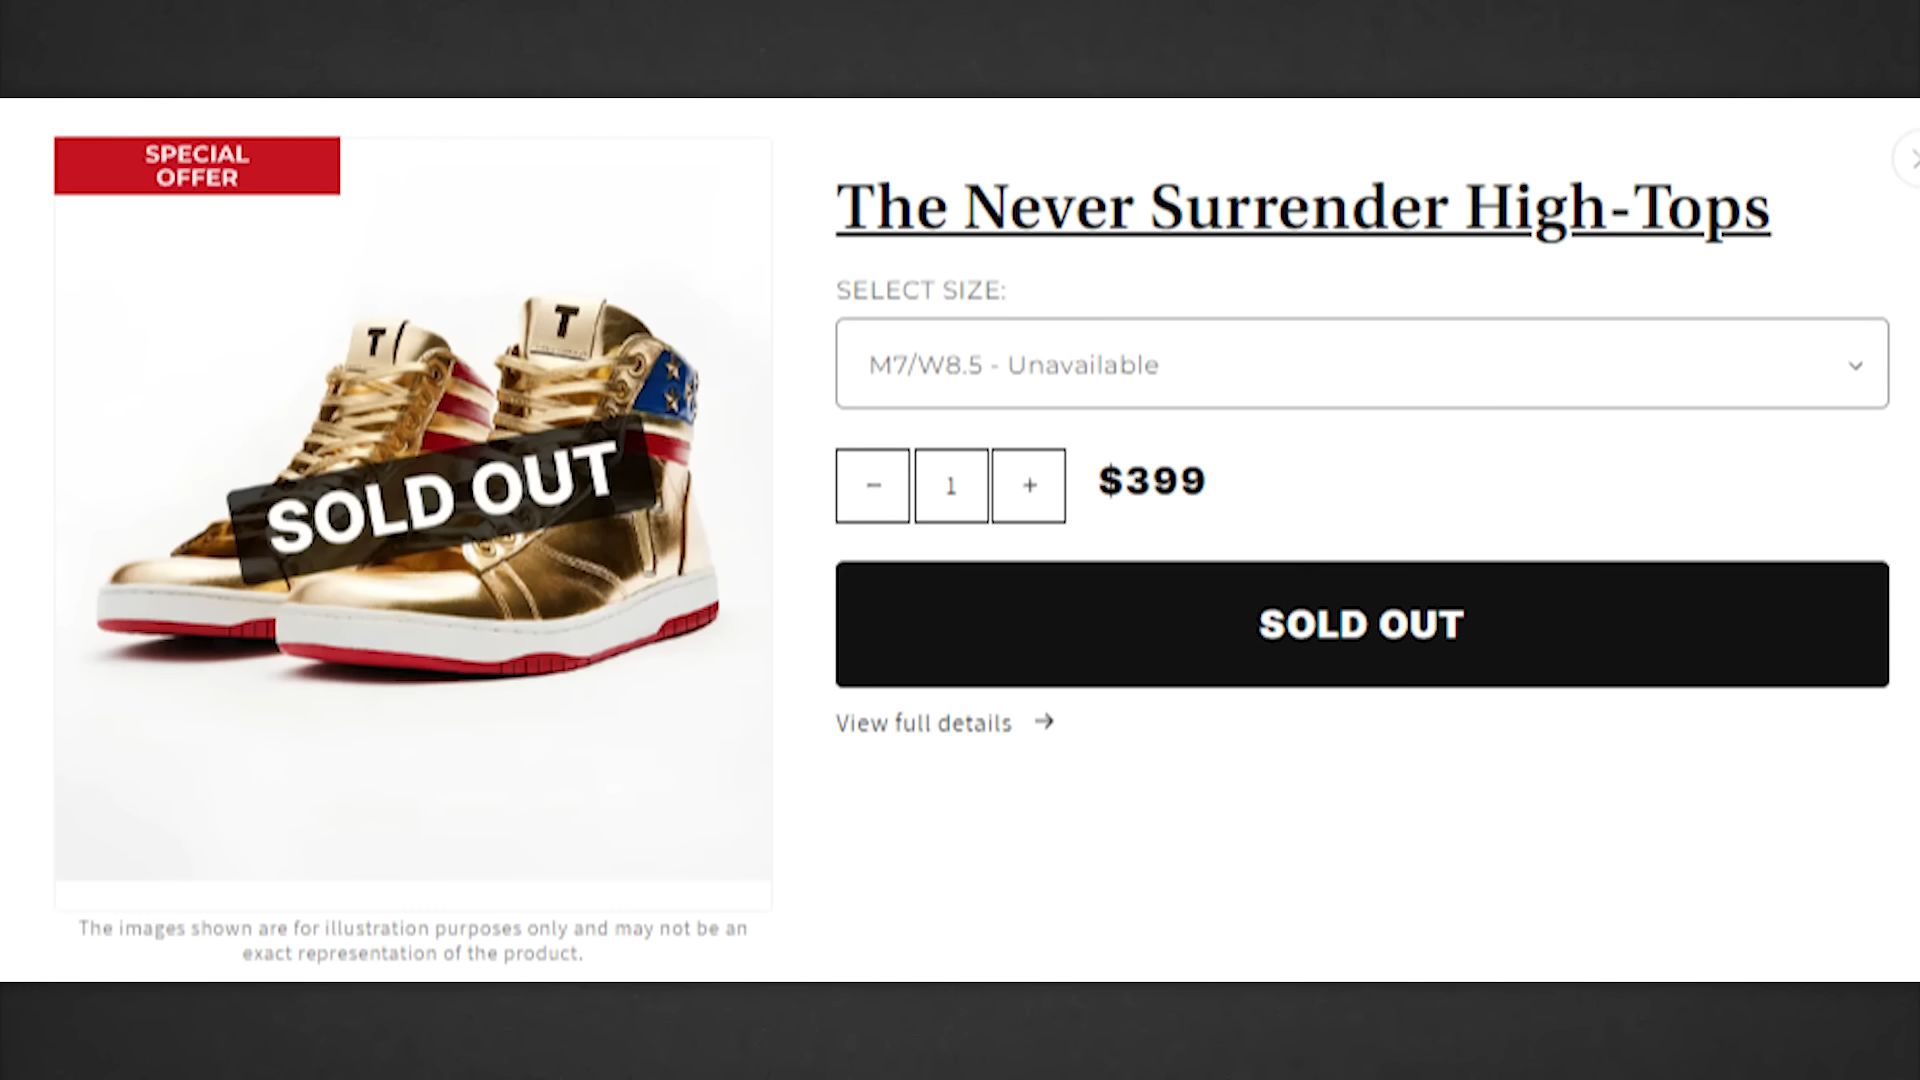 SPECIAL
OFFER
T
T
SOLD OUT
The images shown are for illustration purposes only and may not be an
exact representation of the product.
The Never Surrender High-Tops
SELECT SIZE:
M7/W8.5 - Unavailable
− 1 + $399
SOLD OUT
View full details →